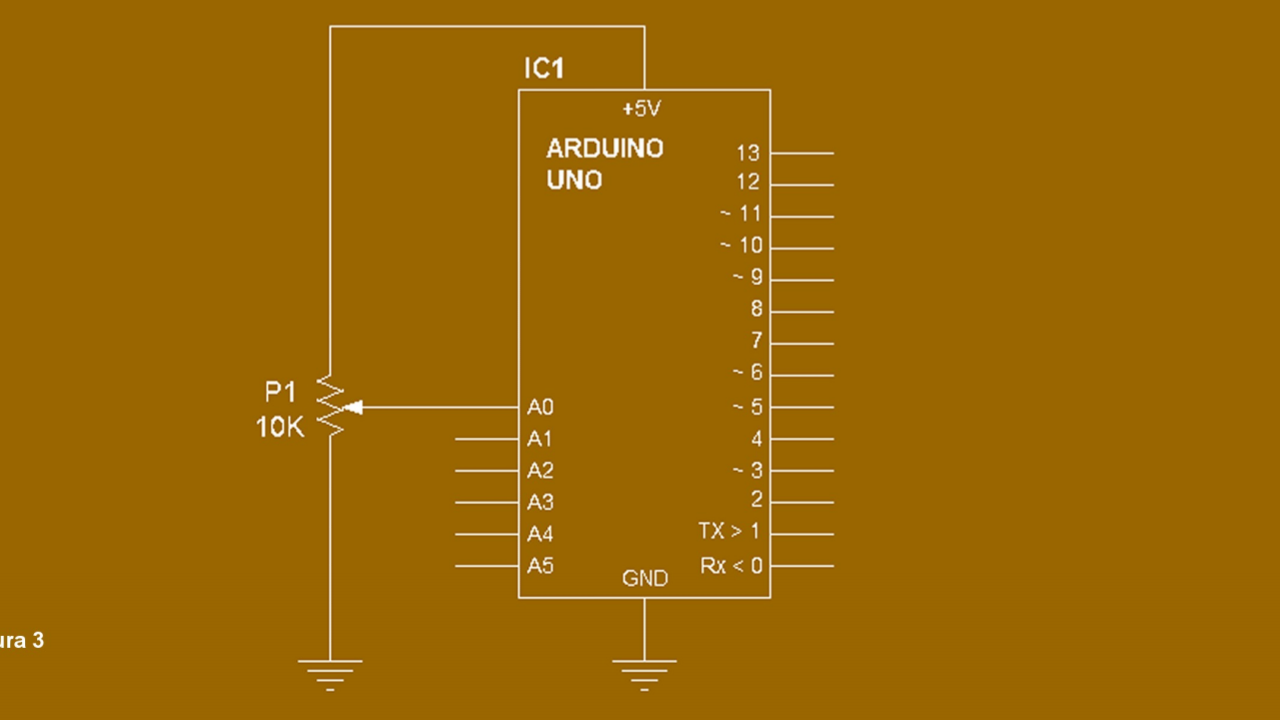 IC1
+5V
ARDUINO
UNO
13
12
~ 11
~ 10
~ 9
8
7
~ 6
~ 5
4
~ 3
2
TX > 1
Rx < 0
P1
10K
A0
A1
A2
A3
A4
A5
GND
ura 3